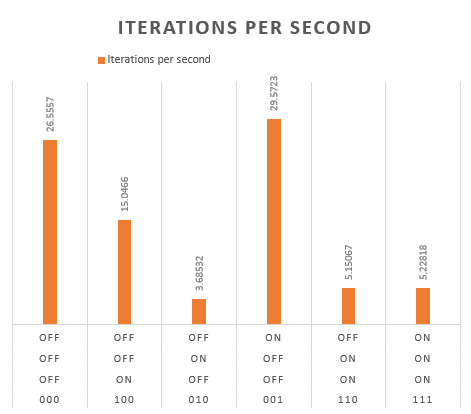 ITERATIONS PER SECOND
Iterations per second
26.5557
15.0466
3.68532
29.5723
5.15067
5.22818
OFF OFF OFF ON OFF ON
OFF OFF ON OFF ON ON
OFF ON OFF OFF ON ON
000 100 010 001 110 111